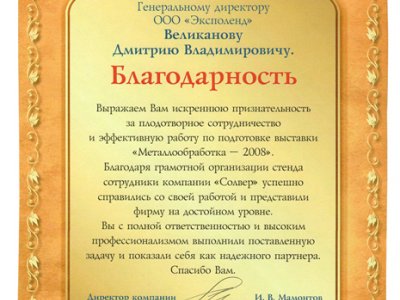 Генеральному директору
ООО «Эксполенд»
Великанову
Дмитрию Владимировичу.
Благодарность
Выражаем Вам искреннюю признательность
за плодотворное сотрудничество
и эффективную работу по подготовке выставки
«Металлообработка — 2008».
Благодаря грамотной организации стенда
сотрудники компании «Солвер» успешно
справились со своей работой и представили
фирму на достойном уровне.
Вы с полной ответственностью и высоким
профессионализмом выполнили поставленную
задачу и показали себя как надежного партнера.
Спасибо Вам.
Директор компании И. В. Мамонтов